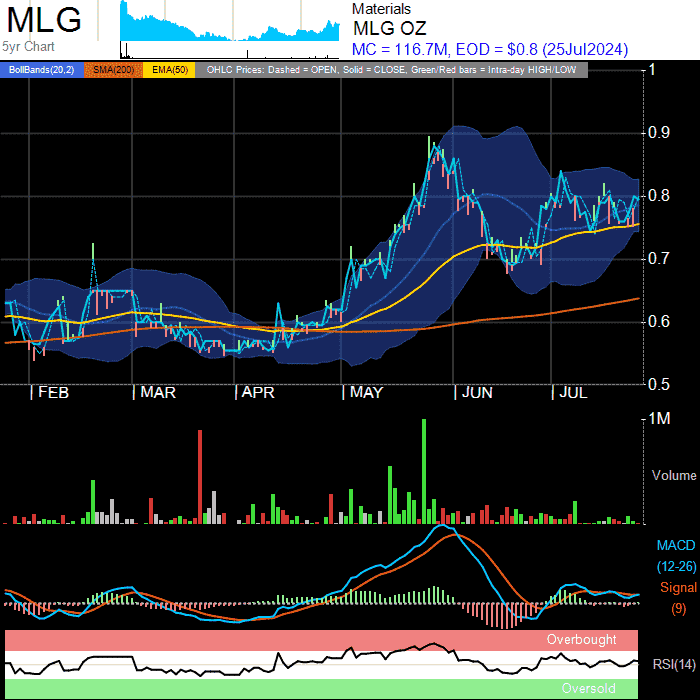 MLG
5yr Chart
Materials
MLG OZ
MC = 116.7M, EOD = $0.8 (25Jul2024)
BollBands(20,2) SMA(200) EMA(50) OHLC Prices: Dashed = OPEN, Solid = CLOSE, Green/Red bars = Intra-day HIGH/LOW
1
0.9
0.8
0.7
0.6
0.5
| FEB | MAR | APR | MAY | JUN | JUL
1M
Volume
MACD
(12-26)
Signal
(9)
Overbought
RSI(14)
Oversold